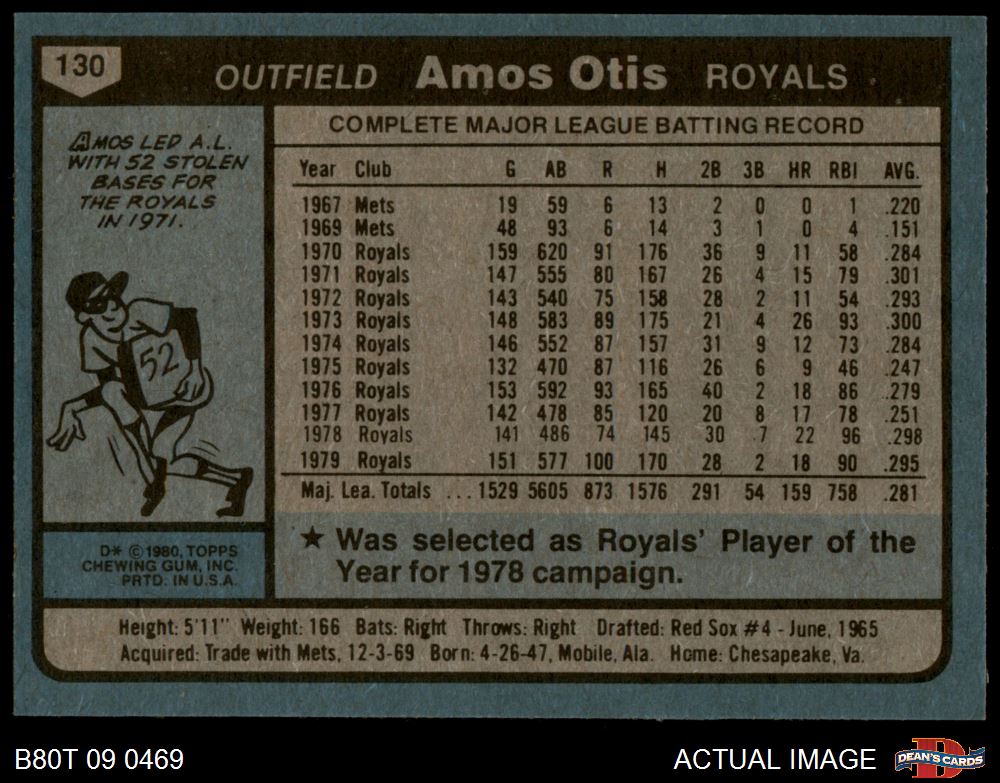 130
OUTFIELD Amos Otis ROYALS
AMOS LED A.L.
WITH 52 STOLEN
BASES FOR
THE ROYALS
IN 1971.
52
D* © 1980, TOPPS
CHEWING GUM, INC.
PRTD. IN U.S.A.
COMPLETE MAJOR LEAGUE BATTING RECORD
Year Club G AB R H 2B 3B HR RBI AVG.
1967 Mets 19 59 6 13 2 0 0 1 .220
1969 Mets 48 93 6 14 3 1 0 4 .151
1970 Royals 159 620 91 176 36 9 11 58 .284
1971 Royals 147 555 80 167 26 4 15 79 .301
1972 Royals 143 540 75 158 28 2 11 54 .293
1973 Royals 148 583 89 175 21 4 26 93 .300
1974 Royals 146 552 87 157 31 9 12 73 .284
1975 Royals 132 470 87 116 26 6 9 46 .247
1976 Royals 153 592 93 165 40 2 18 86 .279
1977 Royals 142 478 85 120 20 8 17 78 .251
1978 Royals 141 486 74 145 30 .7 22 96 .298
1979 Royals 151 577 100 170 28 2 18 90 .295
Maj. Lea. Totals ... 1529 5605 873 1576 291 54 159 758 .281
★ Was selected as Royals' Player of the
Year for 1978 campaign.
Height: 5'11" Weight: 166 Bats: Right Throws: Right Drafted: Red Sox #4 - June, 1965
Acquired: Trade with Mets, 12-3-69 Born: 4-26-47, Mobile, Ala. Home: Chesapeake, Va.
B80T 09 0469
ACTUAL IMAGE
D
DEAN'S CARDS